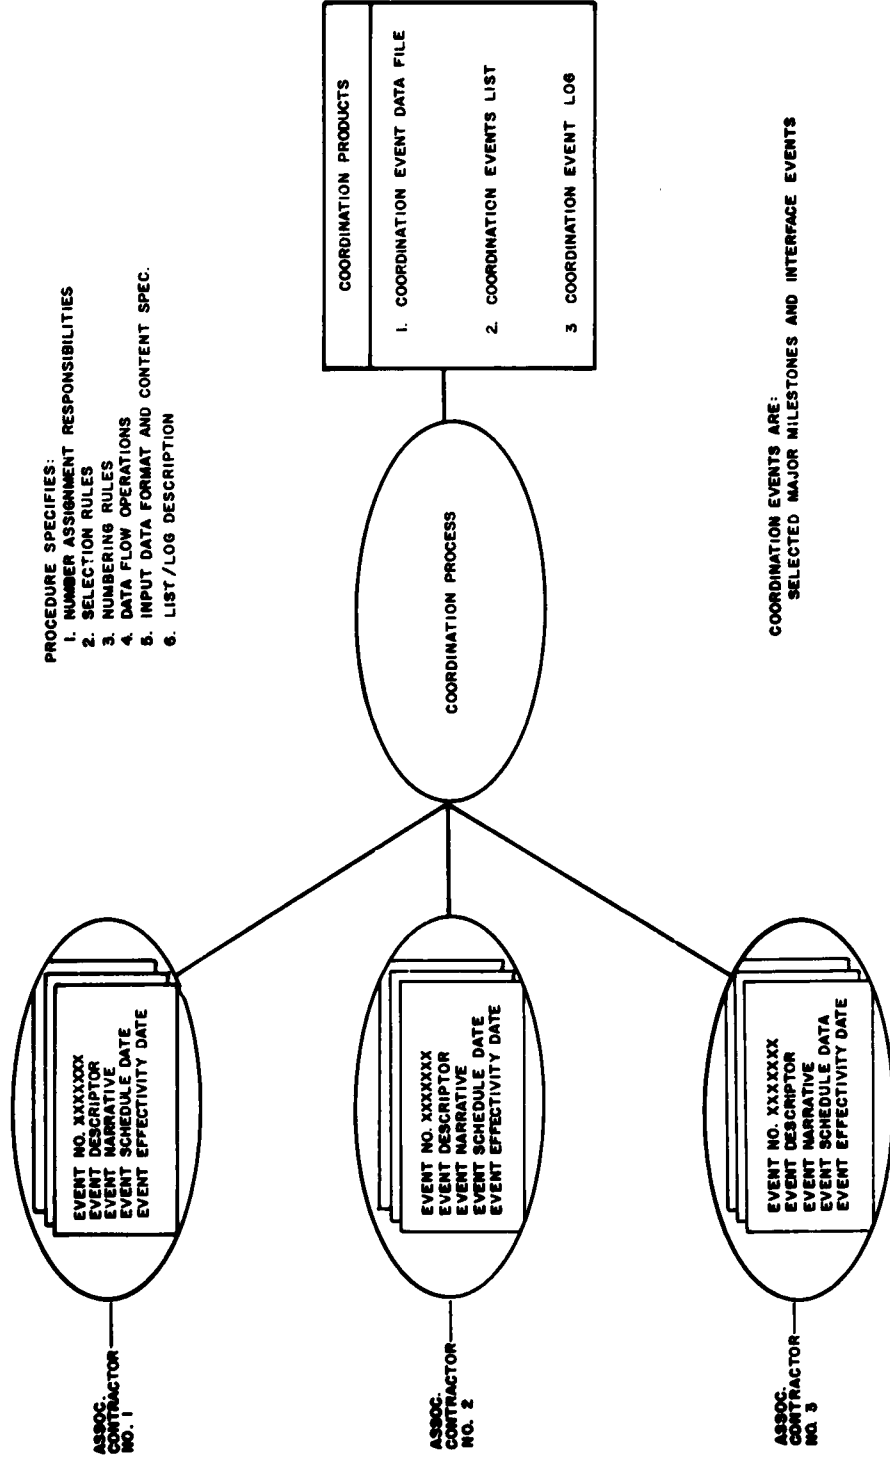 PROCEDURE SPECIFIES:
1. NUMBER ASSIGNMENT RESPONSIBILITIES
2. SELECTION RULES
3. NUMBERING RULES
4. DATA FLOW OPERATIONS
5. INPUT DATA FORMAT AND CONTENT SPEC.
6. LIST/LOG DESCRIPTION
ASSOC.
CONTRACTOR
NO. 1
EVENT NO. XXXXXXX
EVENT DESCRIPTOR
EVENT NARRATIVE
EVENT SCHEDULE DATE
EVENT EFFECTIVITY DATE
ASSOC.
CONTRACTOR
NO. 2
EVENT NO. XXXXXXX
EVENT DESCRIPTOR
EVENT NARRATIVE
EVENT SCHEDULE DATE
EVENT EFFECTIVITY DATE
ASSOC.
CONTRACTOR
NO. 3
EVENT NO. XXXXXXX
EVENT DESCRIPTOR
EVENT NARRATIVE
EVENT SCHEDULE DATA
EVENT EFFECTIVITY DATE
COORDINATION PROCESS
COORDINATION PRODUCTS
1. COORDINATION EVENT DATA FILE
2. COORDINATION EVENTS LIST
3 COORDINATION EVENT LOG
COORDINATION EVENTS ARE:
SELECTED MAJOR MILESTONES AND INTERFACE EVENTS